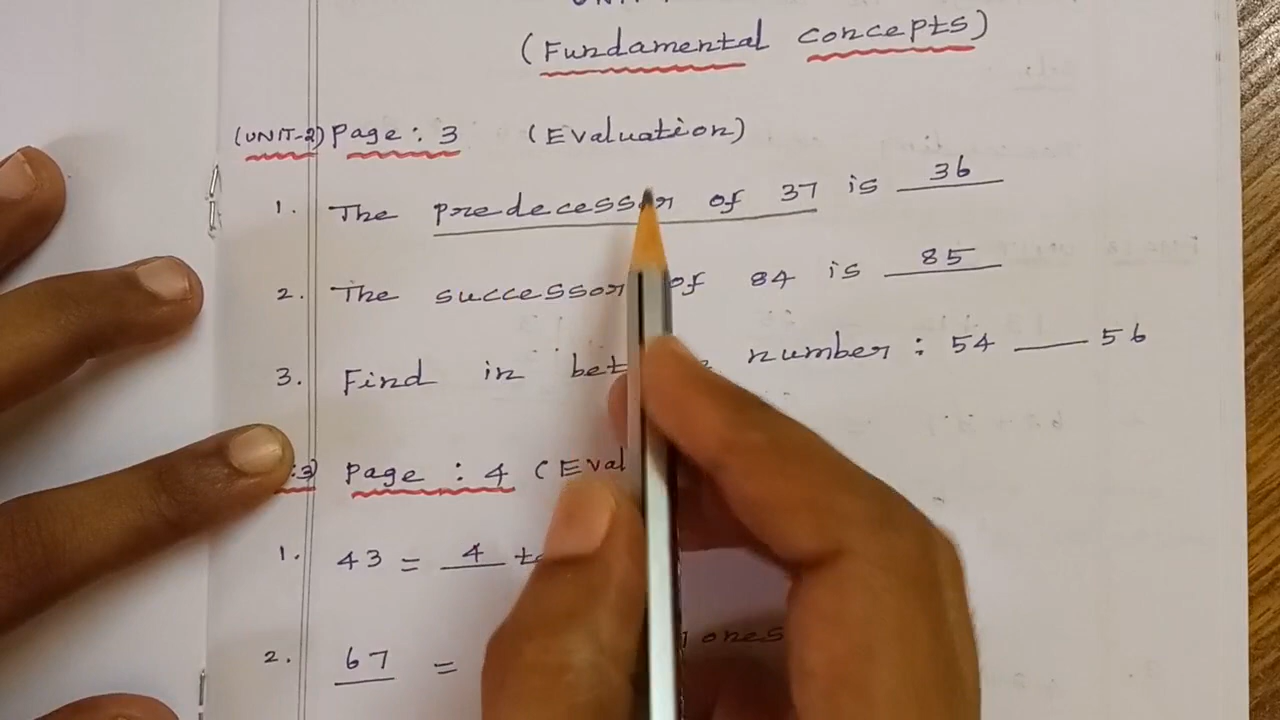 (Fundamental concepts)
(UNIT-2) Page : 3 (Evaluation)
1. The predecessor of 37 is 36
2. The successor of 84 is 85
3. Find in number : 54 ___ 56
Page : 4
1. 43 = 4
2. 67 = ones